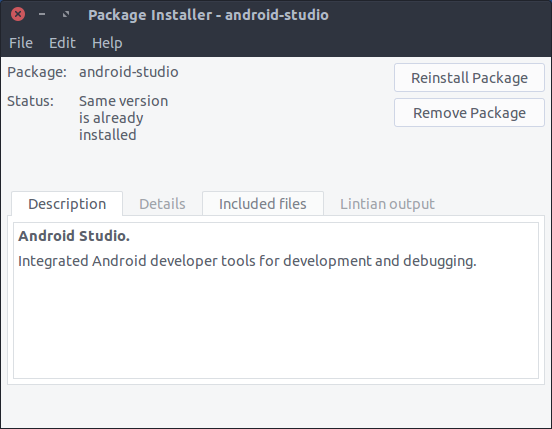 Package Installer - android-studio
File Edit Help
Package: android-studio
Reinstall Package
Status: Same version
is already
installed
Remove Package
Description Details Included files Lintian output
Android Studio.
Integrated Android developer tools for development and debugging.